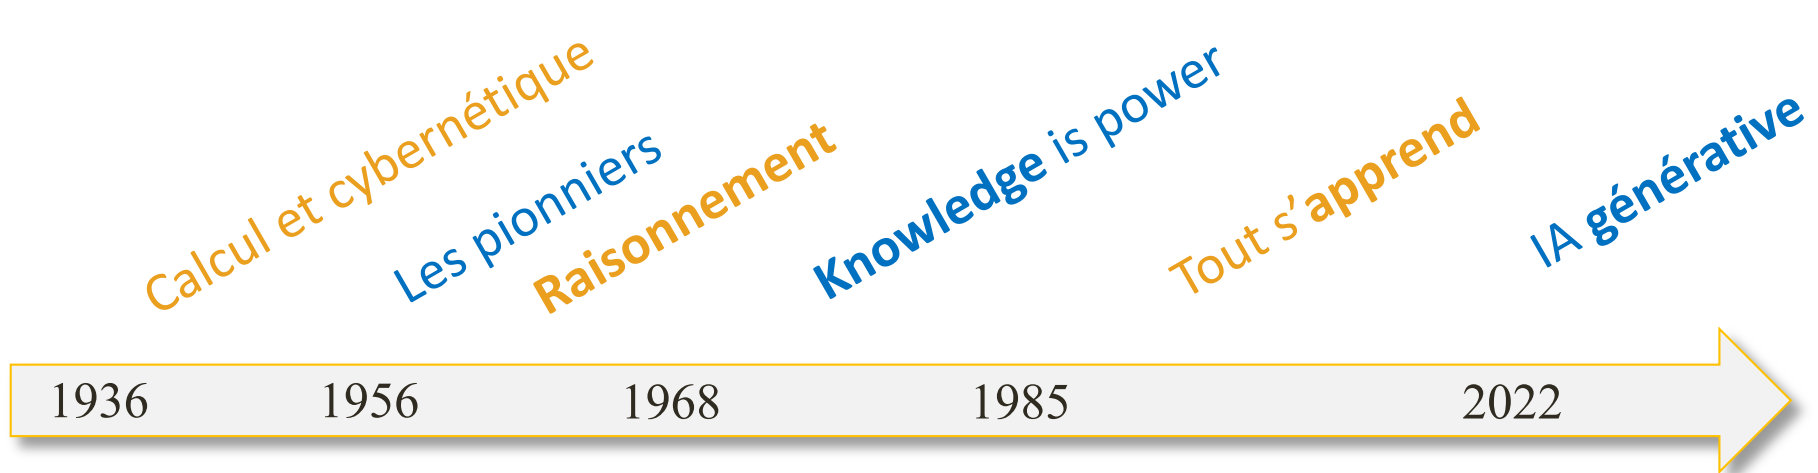 Calcul et cybernétique
Les pionniers
Raisonnement
Knowledge is power
Tout s’apprend
IA générative
1936
1956
1968
1985
2022